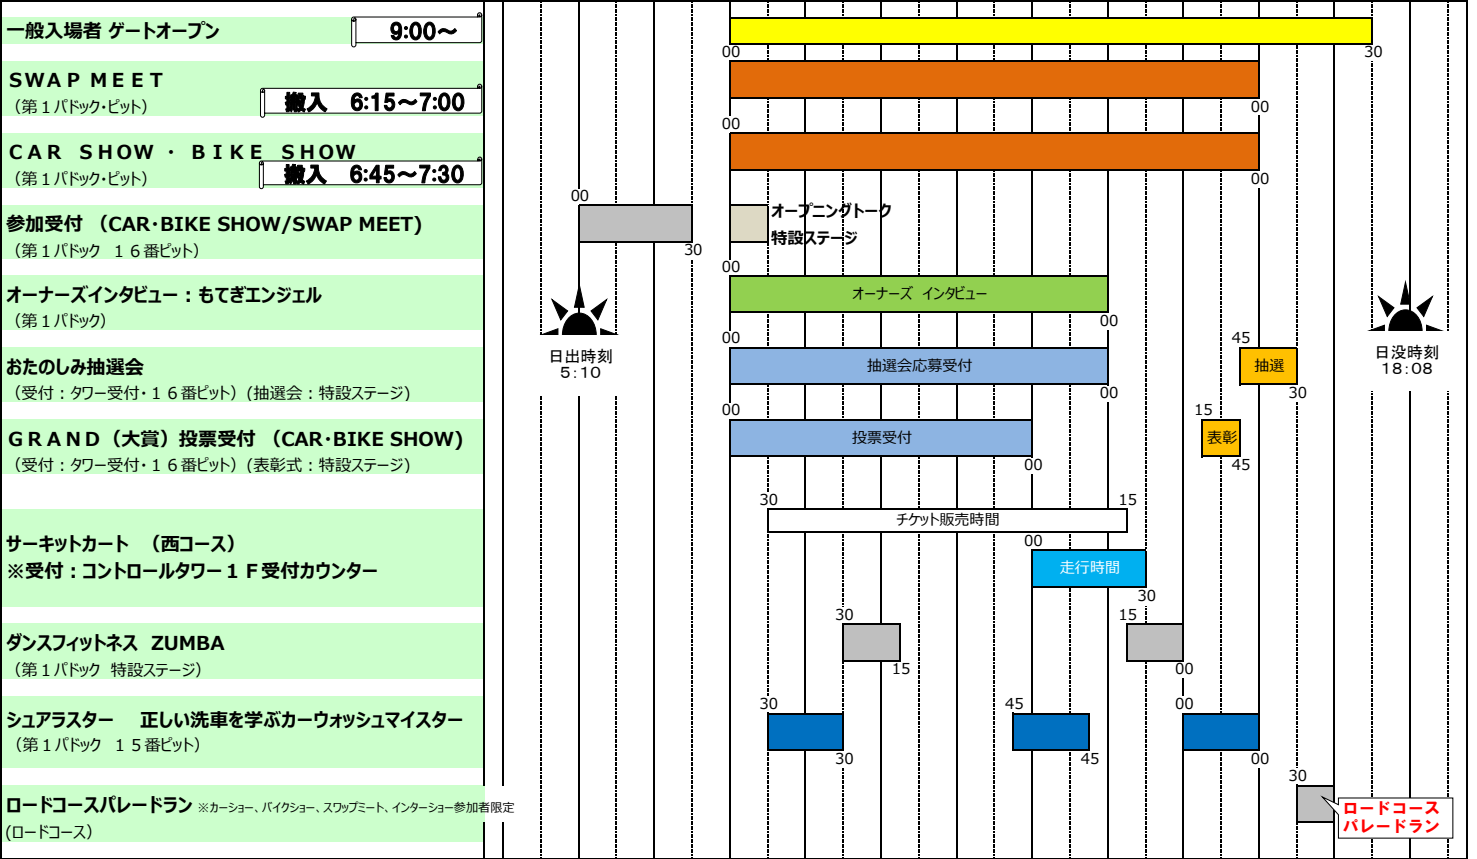 一般入場者 ゲートオープン 9:00～
00 30
ＳＷＡＰ ＭＥＥＴ
（第１パドック・ピット） 搬入 6:15～7:00
00 00
ＣＡＲ ＳＨＯＷ ・ ＢＩＫＥ ＳＨＯＷ
（第１パドック・ピット） 搬入 6:45～7:30
00 00
参加受付 （CAR・BIKE SHOW/SWAP MEET)
（第１パドック １６番ピット）
00 30
オープニングトーク
特設ステージ
オーナーズインタビュー：もてぎエンジェル
（第１パドック）
00 オーナーズ インタビュー 00
日出時刻
5:10
日没時刻
18:08
おたのしみ抽選会
（受付：タワー受付・１６番ピット）(抽選会：特設ステージ)
00 抽選会応募受付 00
45 抽選 30
ＧＲＡＮＤ（大賞）投票受付 （CAR・BIKE SHOW)
（受付：タワー受付・１６番ピット）(表彰式：特設ステージ)
00 投票受付 00
15 表彰 45
サーキットカート （西コース）
※受付：コントロールタワー１Ｆ受付カウンター
30 チケット販売時間 15
00 走行時間 30
ダンスフィットネス ZUMBA
（第１パドック 特設ステージ）
30 15
15 00
シュアラスター 正しい洗車を学ぶカーウォッシュマイスター
（第１パドック １５番ピット）
30 30
45 45
00 00
ロードコースパレードラン ※カーショー、バイクショー、スワップミート、インターショー参加者限定
(ロードコース）
30
ロードコース
パレードラン